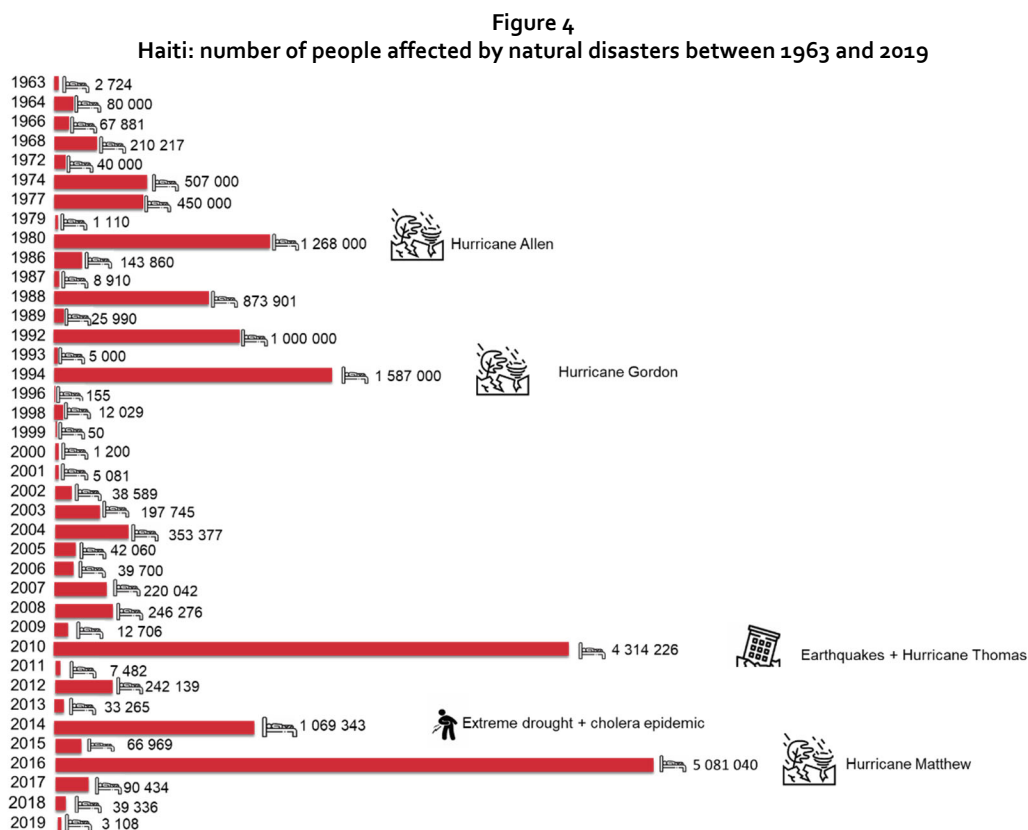 Figure 4
Haiti: number of people affected by natural disasters between 1963 and 2019
1963 2 724
1964 80 000
1966 67 881
1968 210 217
1972 40 000
1974 507 000
1977 450 000
1979 1 110
1980 1 268 000 Hurricane Allen
1986 143 860
1987 8 910
1988 873 901
1989 25 990
1992 1 000 000
1993 5 000
1994 1 587 000 Hurricane Gordon
1996 155
1998 12 029
1999 50
2000 1 200
2001 5 081
2002 38 589
2003 197 745
2004 353 377
2005 42 060
2006 39 700
2007 220 042
2008 246 276
2009 12 706
2010 4 314 226 Earthquakes + Hurricane Thomas
2011 7 482
2012 242 139
2013 33 265
2014 1 069 343 Extreme drought + cholera epidemic
2015 66 969
2016 5 081 040 Hurricane Matthew
2017 90 434
2018 39 336
2019 3 108